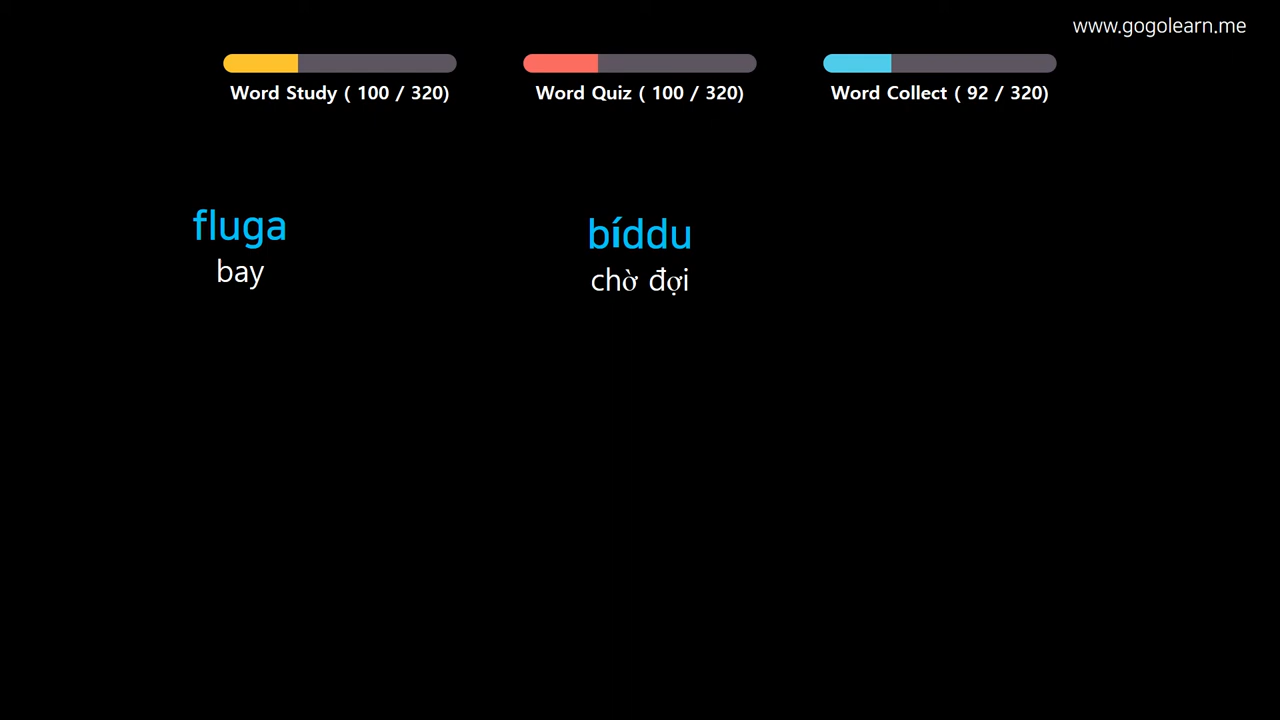 www.gogolearn.me
Word Study ( 100 / 320)
Word Quiz ( 100 / 320)
Word Collect ( 92 / 320)
fluga
bay
bíddu
chờ đợi